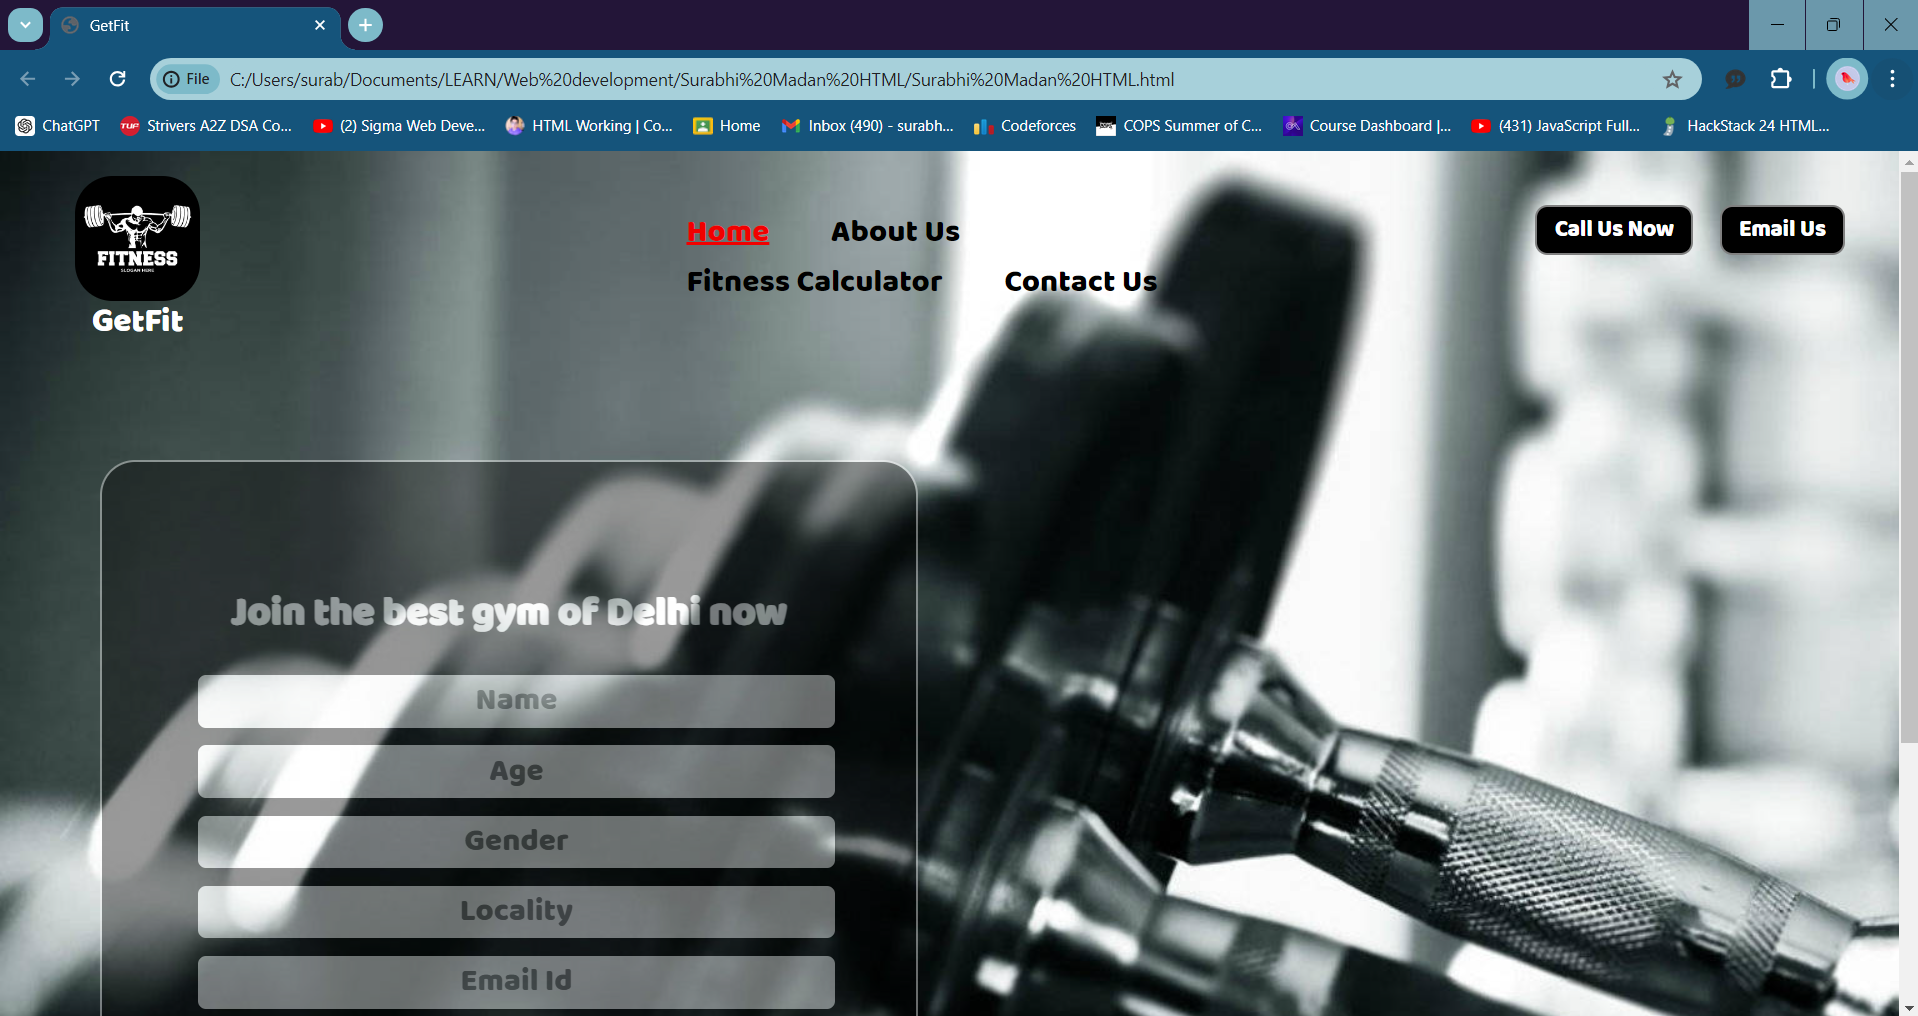 GetFit
File C:/Users/surab/Documents/LEARN/Web%20development/Surabhi%20Madan%20HTML/Surabhi%20Madan%20HTML.html
ChatGPT TUF Strivers A2Z DSA Co... (2) Sigma Web Deve... HTML Working | Co... Home Inbox (490) - surabh... Codeforces COPS Summer of C... Course Dashboard |... (431) JavaScript Full... HackStack 24 HTML...
FITNESS
SLOGAN HERE
GetFit
Home About Us
Fitness Calculator Contact Us
Call Us Now Email Us
Join the best gym of Delhi now
Name
Age
Gender
Locality
Email Id